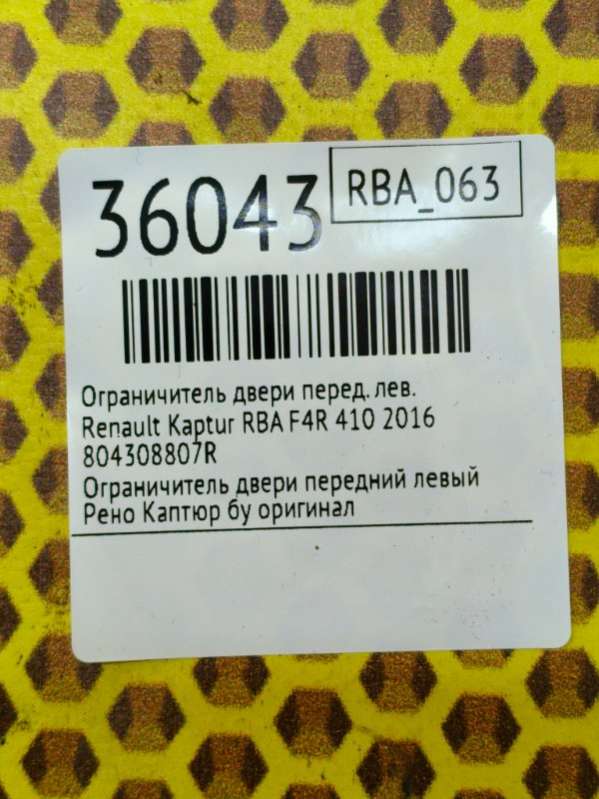 36043
RBA_063
Ограничитель двери перед. лев.
Renault Kaptur RBA F4R 410 2016
804308807R
Ограничитель двери передний левый
Рено Каптюр бу оригинал